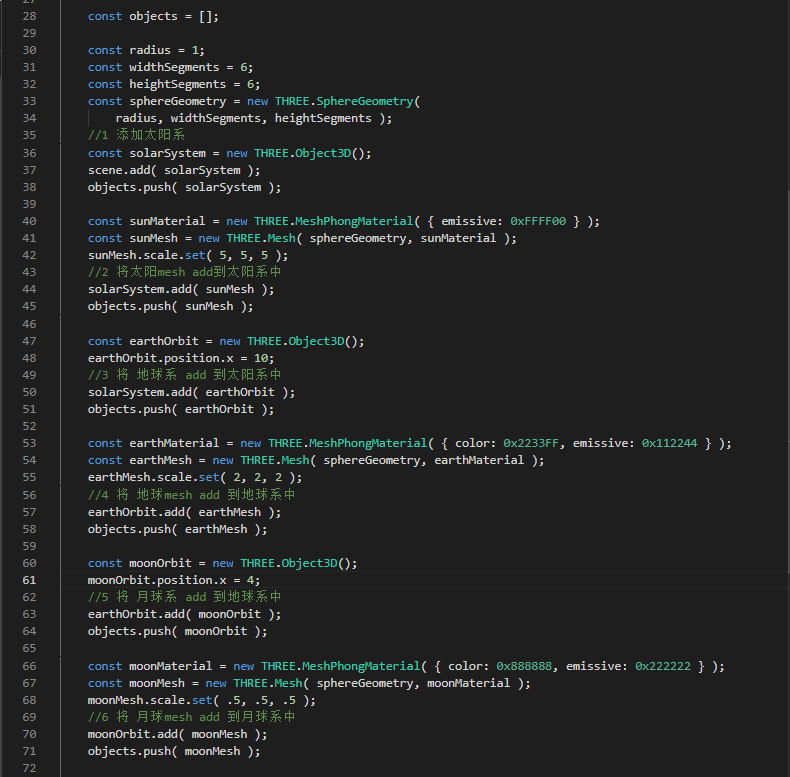 28 const objects = [];
29
30 const radius = 1;
31 const widthSegments = 6;
32 const heightSegments = 6;
33 const sphereGeometry = new THREE.SphereGeometry(
34 radius, widthSegments, heightSegments );
35 //1 添加太阳系
36 const solarSystem = new THREE.Object3D();
37 scene.add( solarSystem );
38 objects.push( solarSystem );
39
40 const sunMaterial = new THREE.MeshPhongMaterial( { emissive: 0xFFFF00 } );
41 const sunMesh = new THREE.Mesh( sphereGeometry, sunMaterial );
42 sunMesh.scale.set( 5, 5, 5 );
43 //2 将太阳mesh add到太阳系中
44 solarSystem.add( sunMesh );
45 objects.push( sunMesh );
46
47 const earthOrbit = new THREE.Object3D();
48 earthOrbit.position.x = 10;
49 //3 将 地球系 add 到太阳系中
50 solarSystem.add( earthOrbit );
51 objects.push( earthOrbit );
52
53 const earthMaterial = new THREE.MeshPhongMaterial( { color: 0x2233FF, emissive: 0x112244 } );
54 const earthMesh = new THREE.Mesh( sphereGeometry, earthMaterial );
55 earthMesh.scale.set( 2, 2, 2 );
56 //4 将 地球mesh add 到地球系中
57 earthOrbit.add( earthMesh );
58 objects.push( earthMesh );
59
60 const moonOrbit = new THREE.Object3D();
61 moonOrbit.position.x = 4;
62 //5 将 月球系 add 到地球系中
63 earthOrbit.add( moonOrbit );
64 objects.push( moonOrbit );
65
66 const moonMaterial = new THREE.MeshPhongMaterial( { color: 0x888888, emissive: 0x222222 } );
67 const moonMesh = new THREE.Mesh( sphereGeometry, moonMaterial );
68 moonMesh.scale.set( .5, .5, .5 );
69 //6 将 月球mesh add 到月球系中
70 moonOrbit.add( moonMesh );
71 objects.push( moonMesh );
72